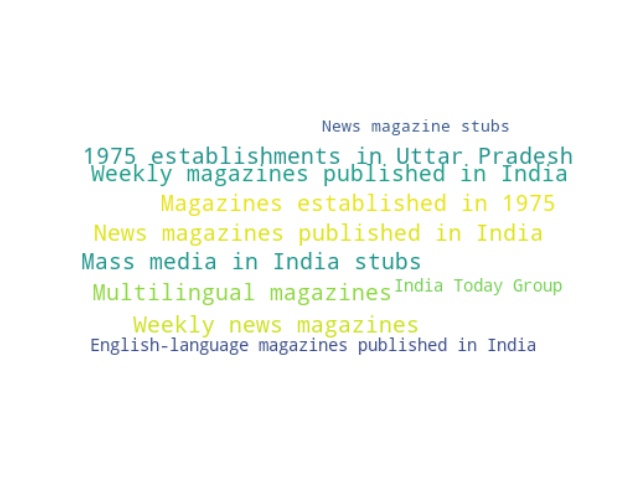 News magazine stubs
1975 establishments in Uttar Pradesh
Weekly magazines published in India
Magazines established in 1975
News magazines published in India
Mass media in India stubs
Multilingual magazines
India Today Group
Weekly news magazines
English-language magazines published in India